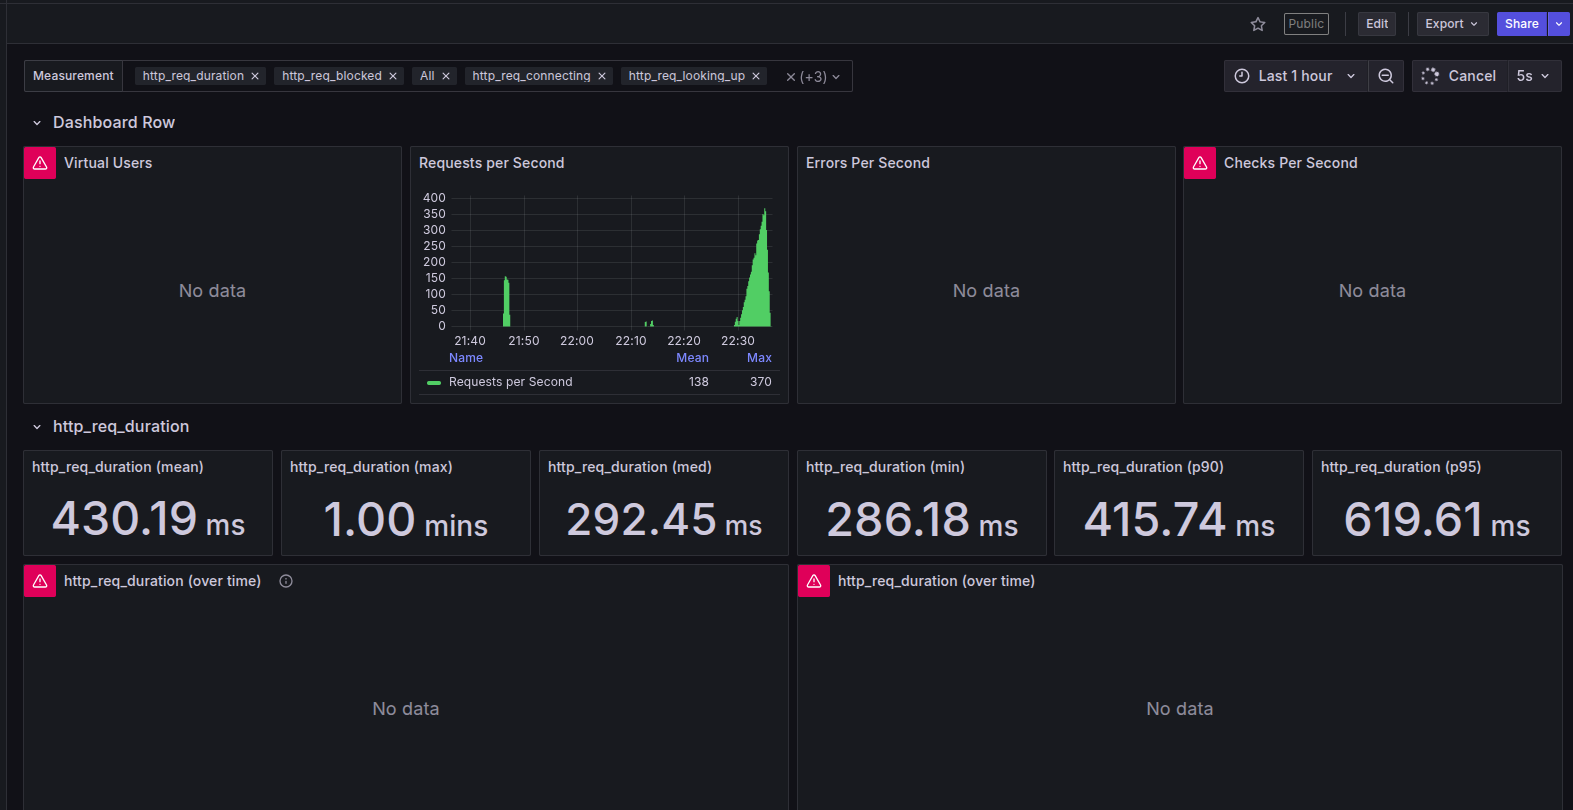 Public Edit Export Share
Measurement http_req_duration http_req_blocked All http_req_connecting http_req_looking_up (+3) Last 1 hour Cancel 5s
Dashboard Row
Virtual Users
No data
Requests per Second
400
350
300
250
200
150
100
50
0
21:40 21:50 22:00 22:10 22:20 22:30
Name Mean Max
Requests per Second 138 370
Errors Per Second
No data
Checks Per Second
No data
http_req_duration
http_req_duration (mean)
430.19 ms
http_req_duration (max)
1.00 mins
http_req_duration (med)
292.45 ms
http_req_duration (min)
286.18 ms
http_req_duration (p90)
415.74 ms
http_req_duration (p95)
619.61 ms
http_req_duration (over time)
No data
http_req_duration (over time)
No data